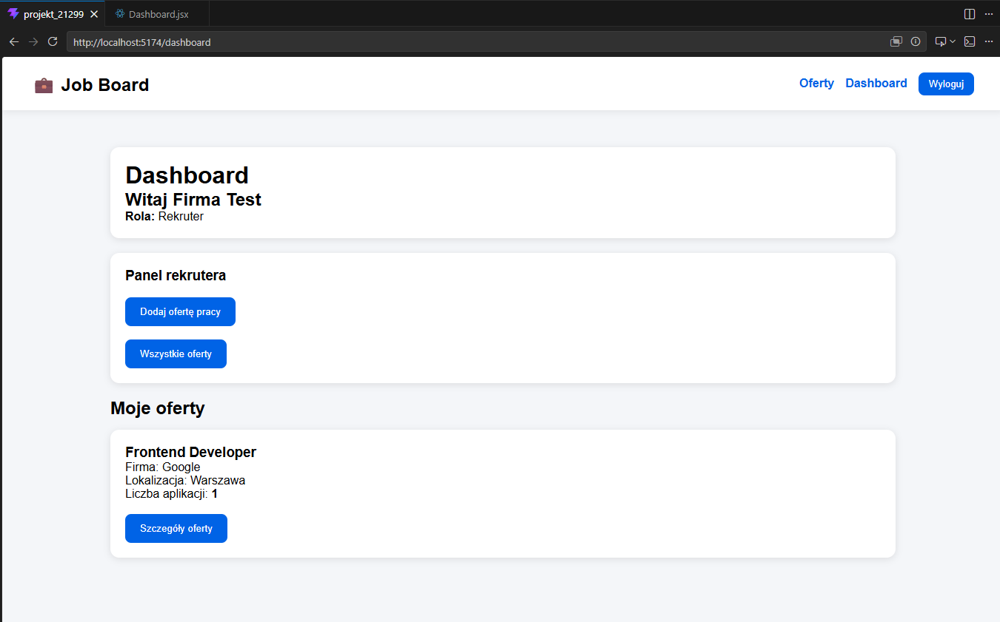 projekt_21299
Dashboard.jsx
http://localhost:5174/dashboard
Job Board
Oferty
Dashboard
Wyloguj
Dashboard
Witaj Firma Test
Rola: Rekruter
Panel rekrutera
Dodaj ofertę pracy
Wszystkie oferty
Moje oferty
Frontend Developer
Firma: Google
Lokalizacja: Warszawa
Liczba aplikacji: 1
Szczegóły oferty